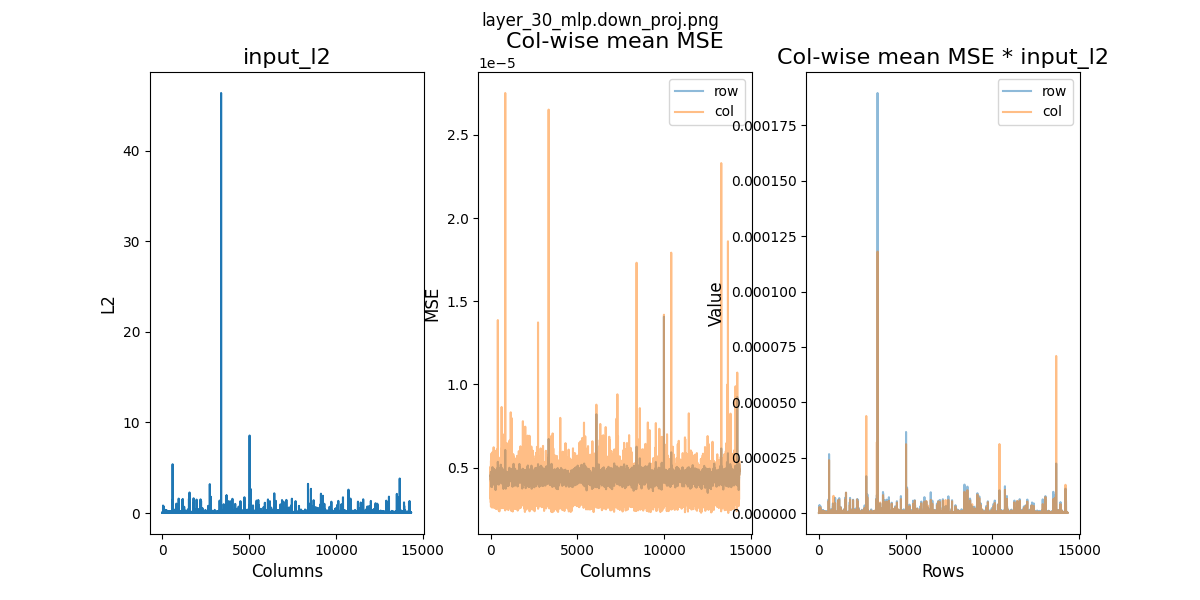 layer_30_mlp.down_proj.png
input_l2
L2
40
30
20
10
0
0 5000 10000 15000
Columns
Col-wise mean MSE
1e−5
row
col
MSE
2.5
2.0
1.5
1.0
0.5
0 5000 10000 15000
Columns
Col-wise mean MSE * input_l2
row
col
Value
0.000175
0.000150
0.000125
0.000100
0.000075
0.000050
0.000025
0.000000
0 5000 10000 15000
Rows